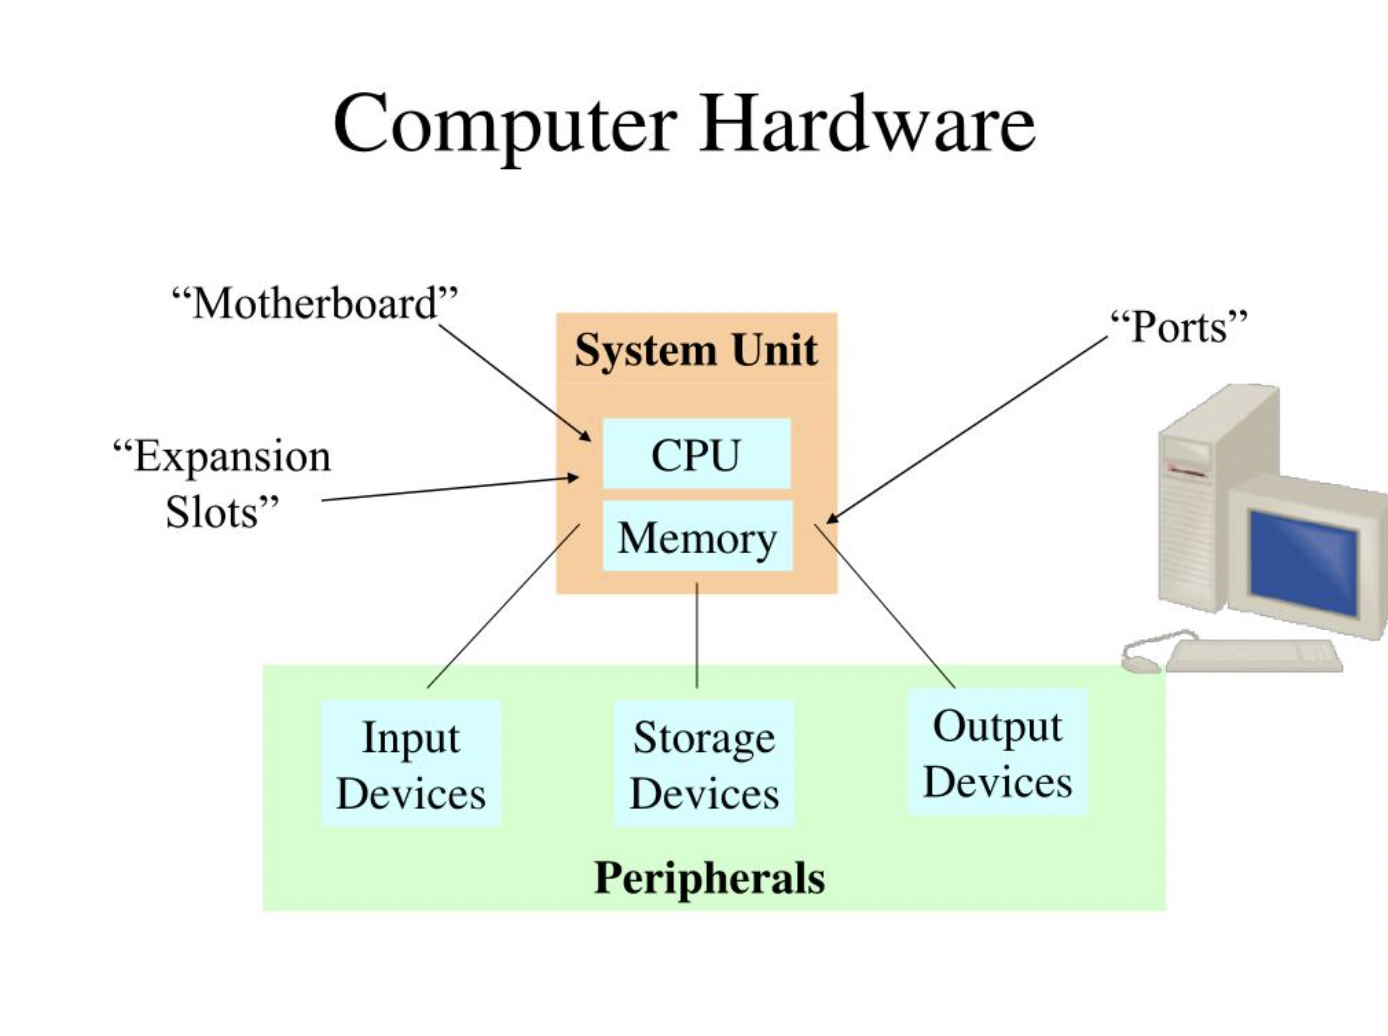 Computer Hardware
“Motherboard”
“Ports”
System Unit
“Expansion
Slots”
CPU
Memory
Input
Devices
Storage
Devices
Output
Devices
Peripherals